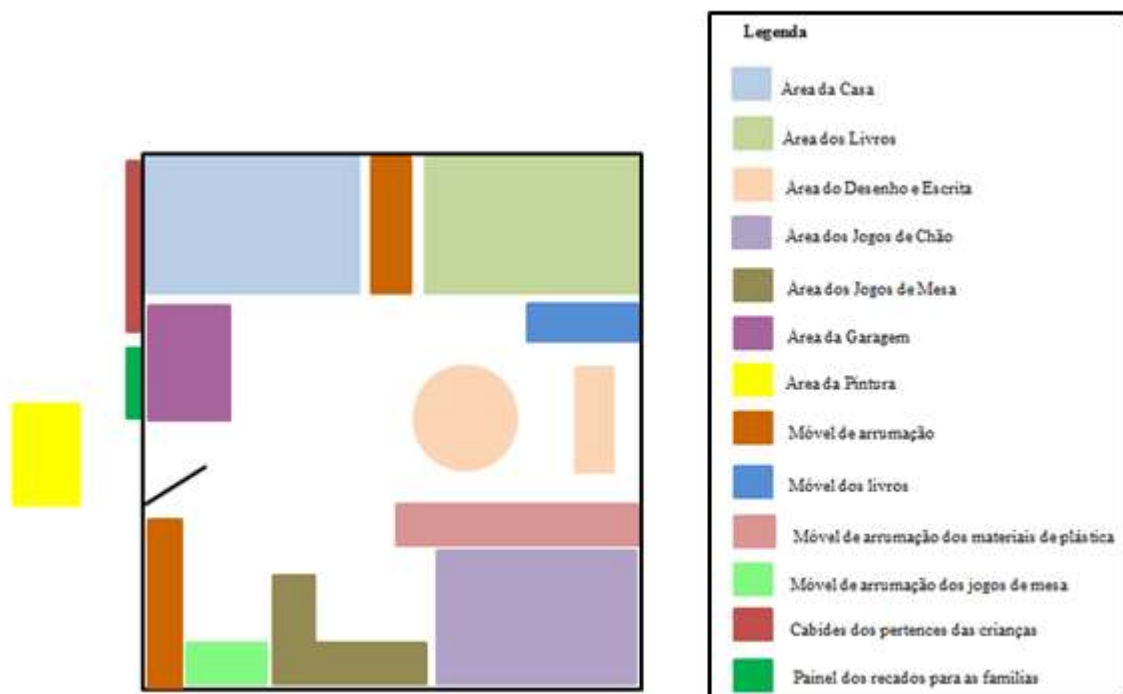 Legenda
Área da Casa
Área dos Livros
Área do Desenho e Escrita
Área dos Jogos de Chão
Área dos Jogos de Mesa
Área da Garagem
Área da Pintura
Móvel de arrumação
Móvel dos livros
Móvel de arrumação dos materiais de plástica
Móvel de arrumação dos jogos de mesa
Cabides dos pertences das crianças
Painel dos recados para as famílias